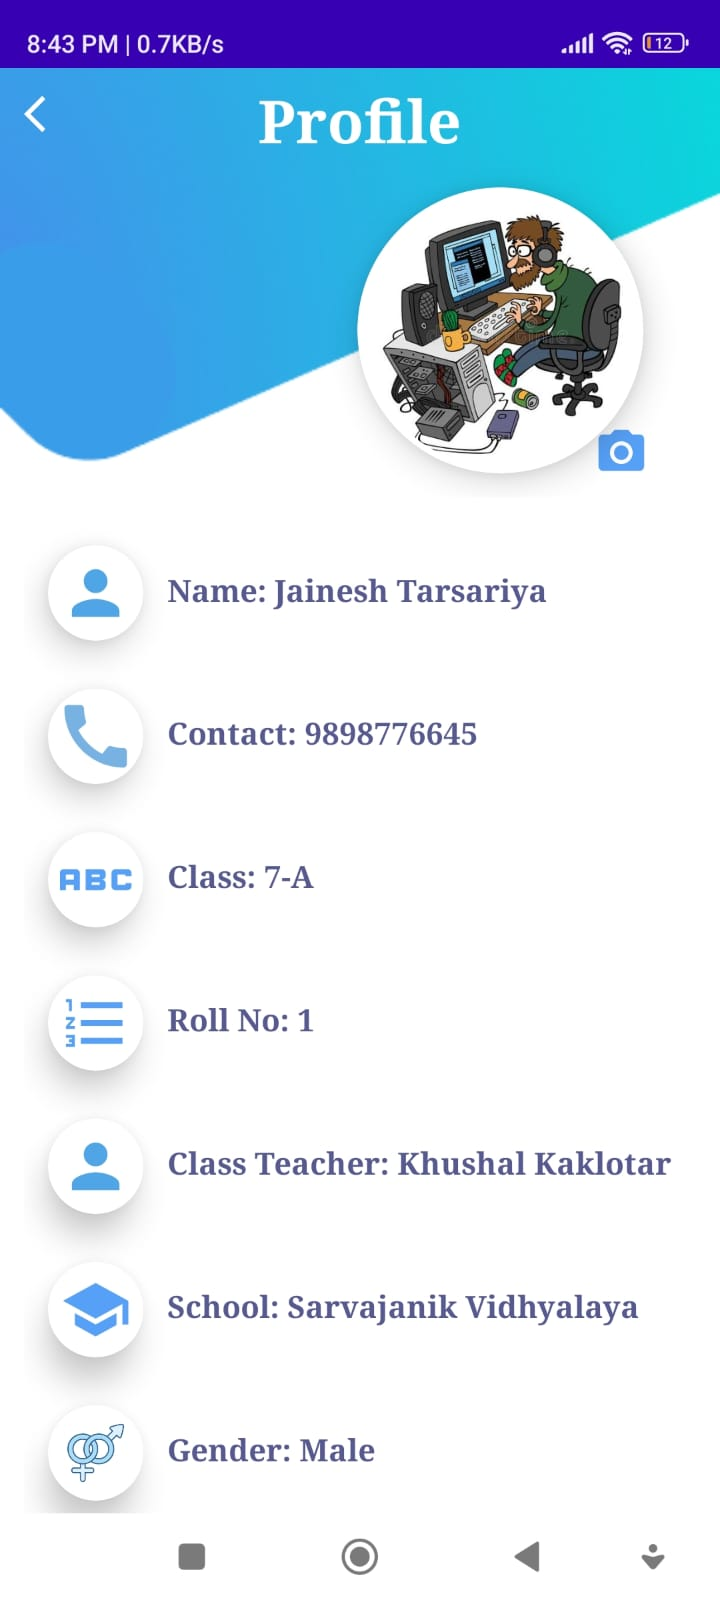 8:43 PM | 0.7KB/s
12
Profile
Name: Jainesh Tarsariya
Contact: 9898776645
ABC
Class: 7-A
1
2
3
Roll No: 1
Class Teacher: Khushal Kaklotar
School: Sarvajanik Vidhyalaya
Gender: Male